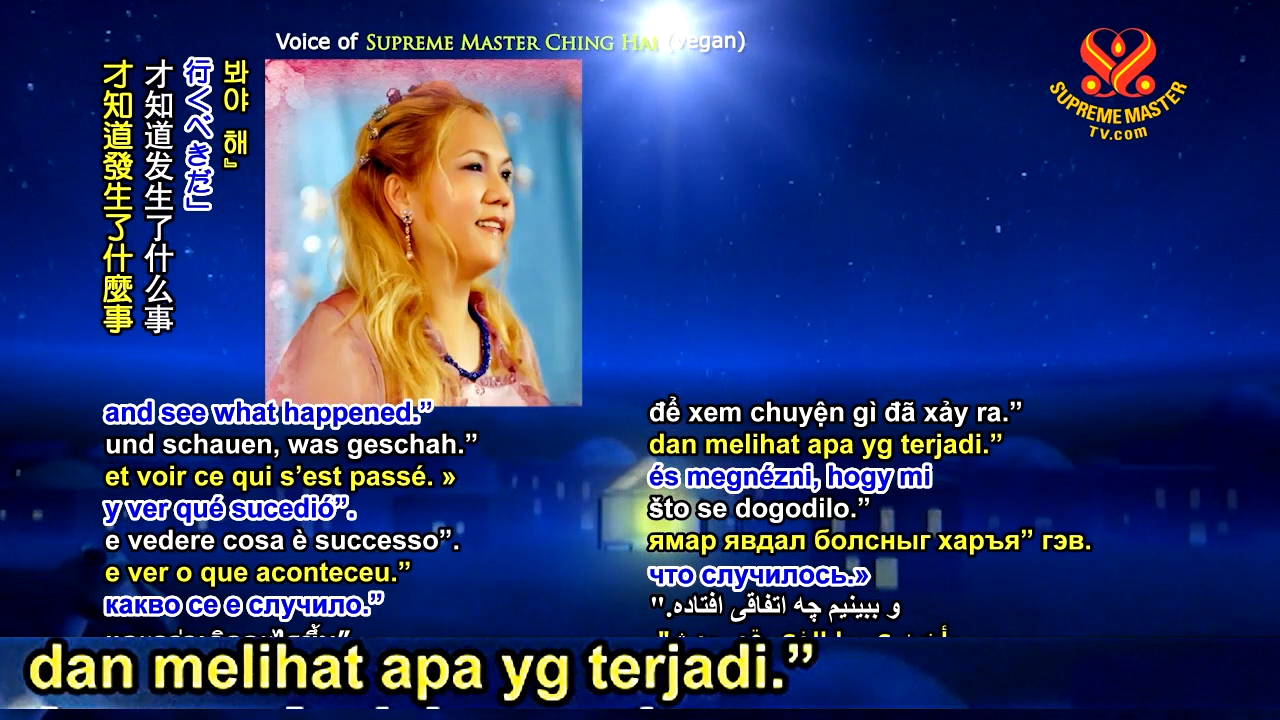 Voice of SUPREME MASTER CHING HAI (vegan)
SUPREME MASTER
TV.com
봐야 해』
行くべきだ」
才知道发生了什么事
才知道發生了什麼事
and see what happened.”
und schauen, was geschah.”
et voir ce qui s’est passé. »
y ver qué sucedió”.
e vedere cosa è successo”.
e ver o que aconteceu.”
какво се е случило.”
để xem chuyện gì đã xảy ra.”
dan melihat apa yg terjadi.”
és megnézni, hogy mi
što se dogodilo.”
ямар явдал болсныг харъя” гэв.
что случилось.»
و ببینیم چه اتفاقی افتاده."
dan melihat apa yg terjadi.”